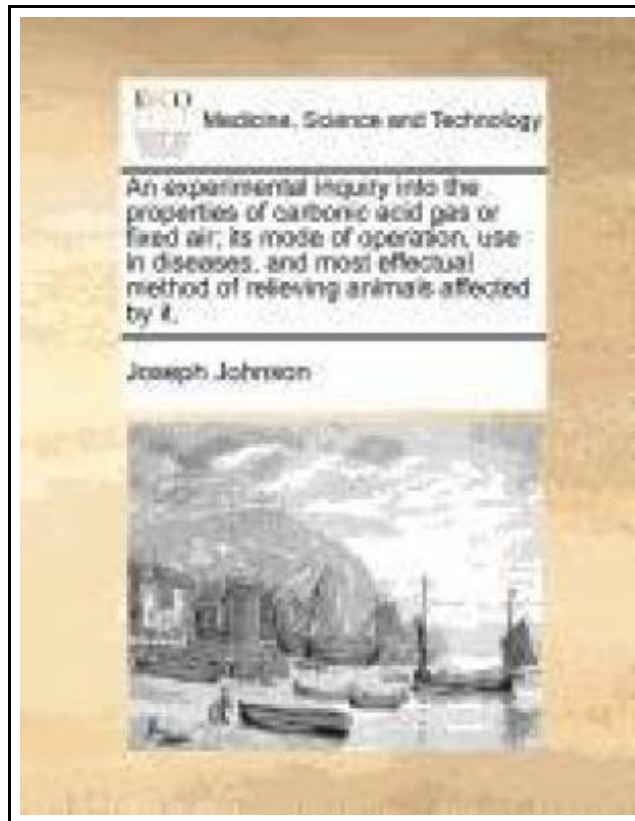 ECCO
Medicine, Science and Technology
An experimental inquiry into the
properties of carbonic acid gas or
fixed air; its mode of operation, use
in diseases, and most effectual
method of relieving animals affected
by it.
Joseph Johnson